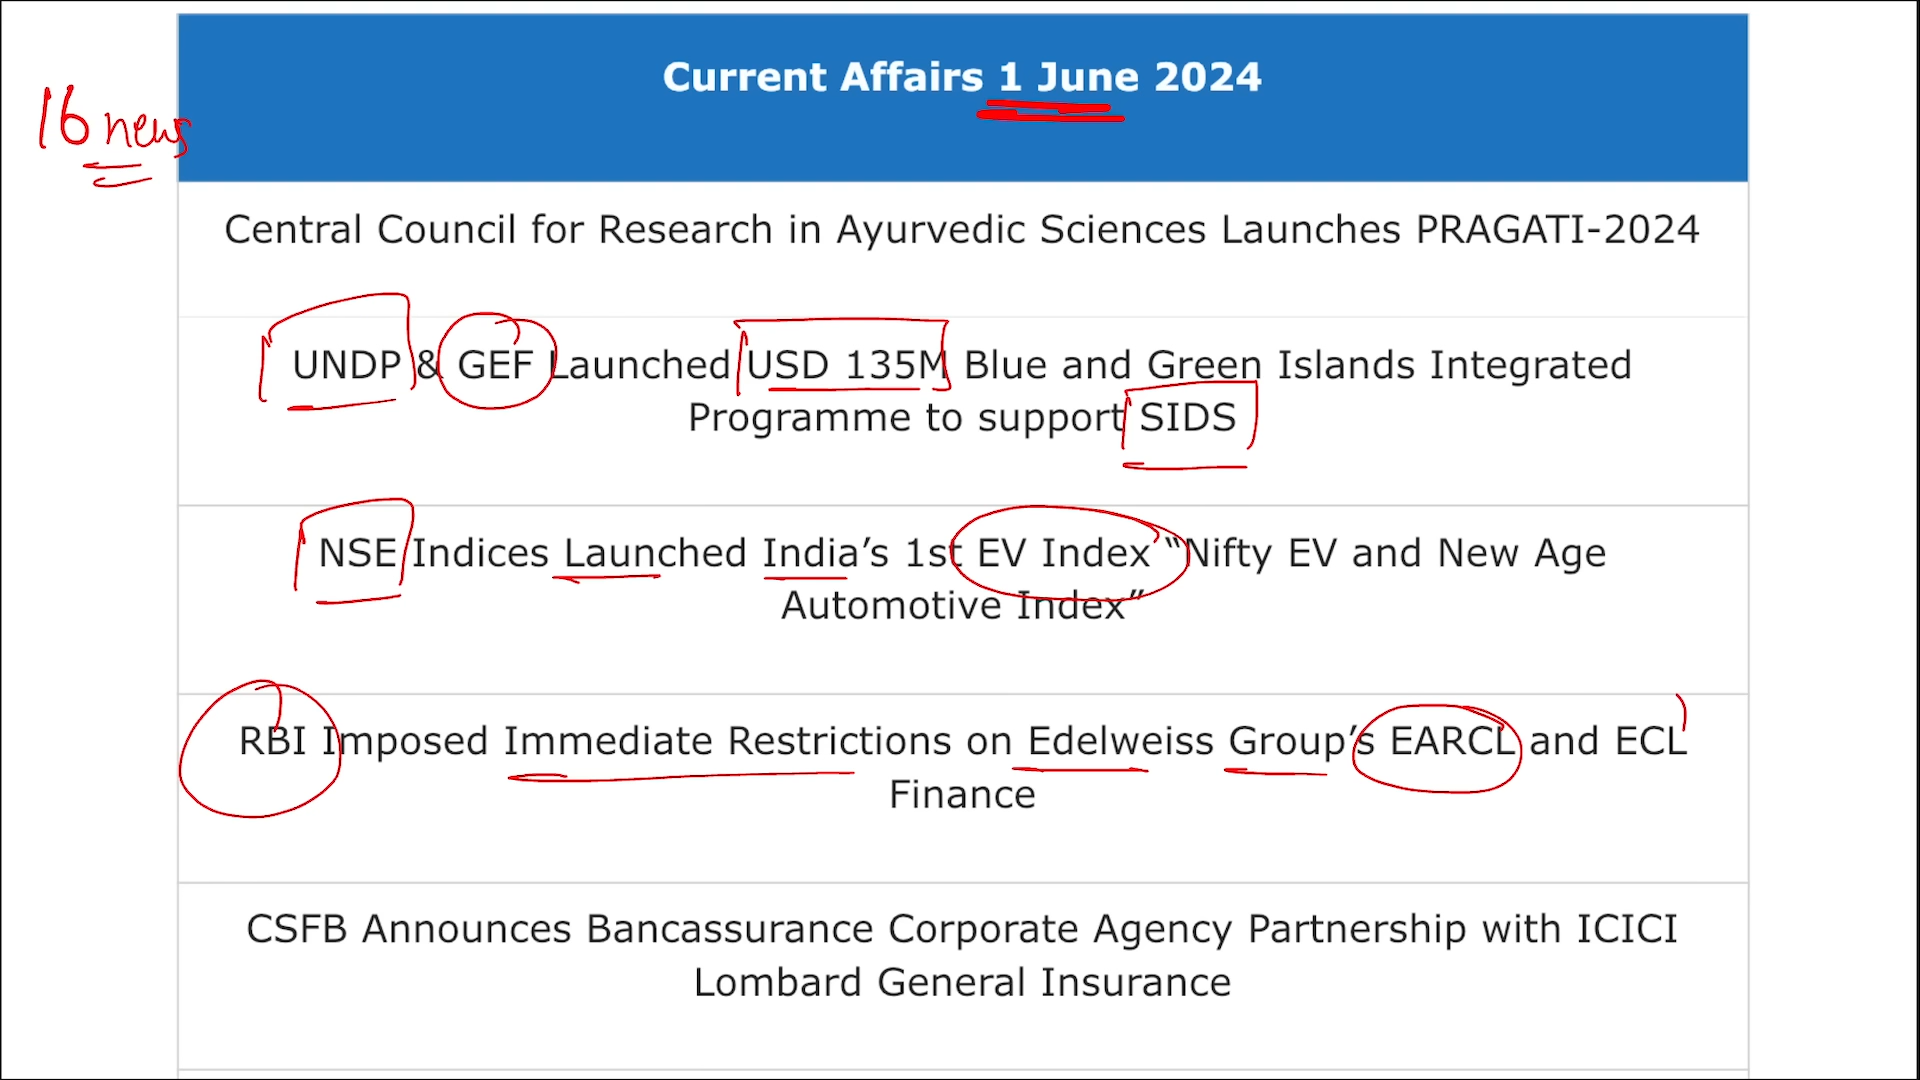 Current Affairs 1 June 2024
16 news
Central Council for Research in Ayurvedic Sciences Launches PRAGATI-2024
UNDP & GEF Launched USD 135M Blue and Green Islands Integrated
Programme to support SIDS
NSE Indices Launched India’s 1st EV Index “Nifty EV and New Age
Automotive Index”
RBI Imposed Immediate Restrictions on Edelweiss Group’s EARCL and ECL
Finance
CSFB Announces Bancassurance Corporate Agency Partnership with ICICI
Lombard General Insurance